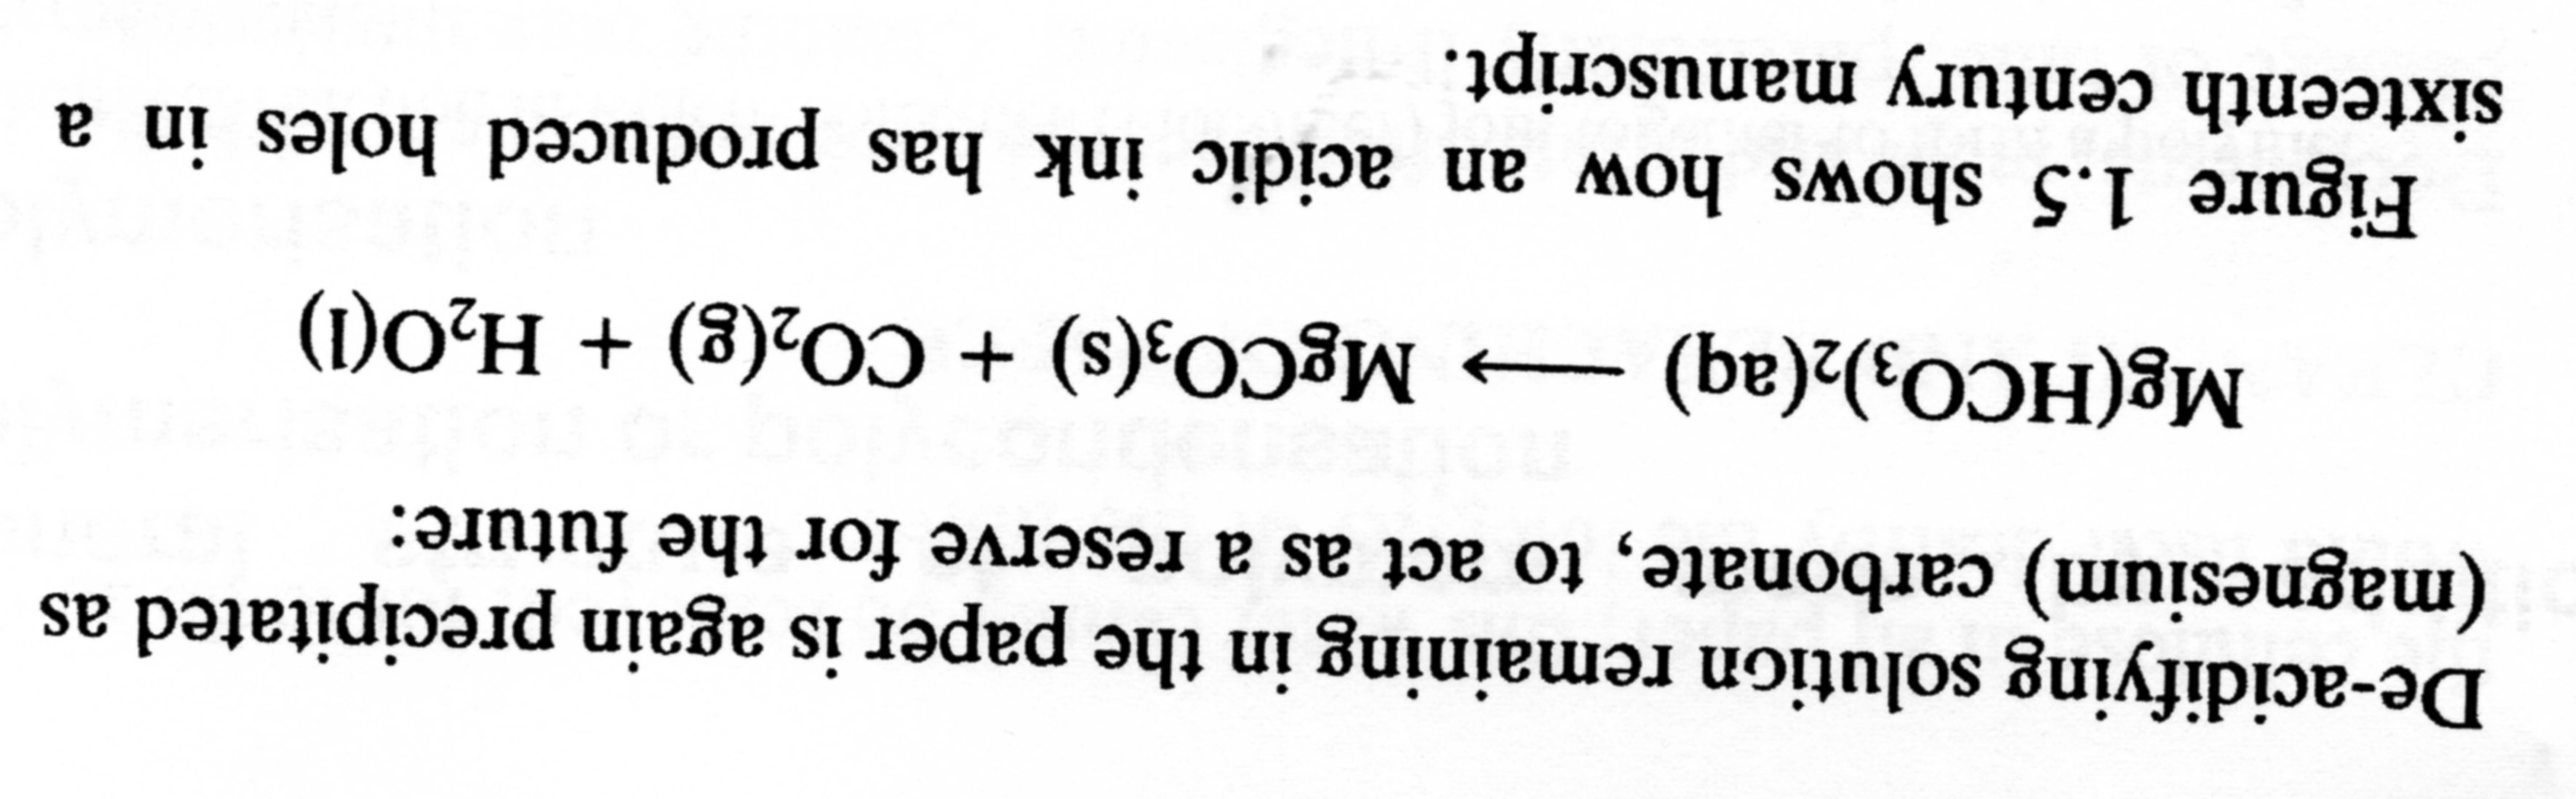 De-acidifying solution remaining in the paper is again precipitated as
(magnesium) carbonate, to act as a reserve for the future:
Mg(HCO₃)₂(aq) ⟶ MgCO₃(s) + CO₂(g) + H₂O(l)
Figure 1.5 shows how an acidic ink has produced holes in a
sixteenth century manuscript.